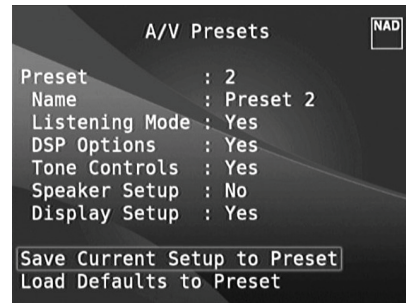 A/V Presets
NAD
Preset : 2
Name : Preset 2
Listening Mode : Yes
DSP Options : Yes
Tone Controls : Yes
Speaker Setup : No
Display Setup : Yes
Save Current Setup to Preset
Load Defaults to Preset